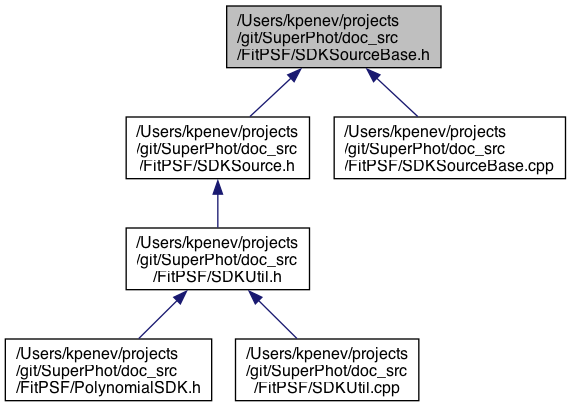 /Users/kpenev/projects
/git/SuperPhot/doc_src
/FitPSF/SDKSourceBase.h
/Users/kpenev/projects
/git/SuperPhot/doc_src
/FitPSF/SDKSource.h
/Users/kpenev/projects
/git/SuperPhot/doc_src
/FitPSF/SDKSourceBase.cpp
/Users/kpenev/projects
/git/SuperPhot/doc_src
/FitPSF/SDKUtil.h
/Users/kpenev/projects
/git/SuperPhot/doc_src
/FitPSF/PolynomialSDK.h
/Users/kpenev/projects
/git/SuperPhot/doc_src
/FitPSF/SDKUtil.cpp